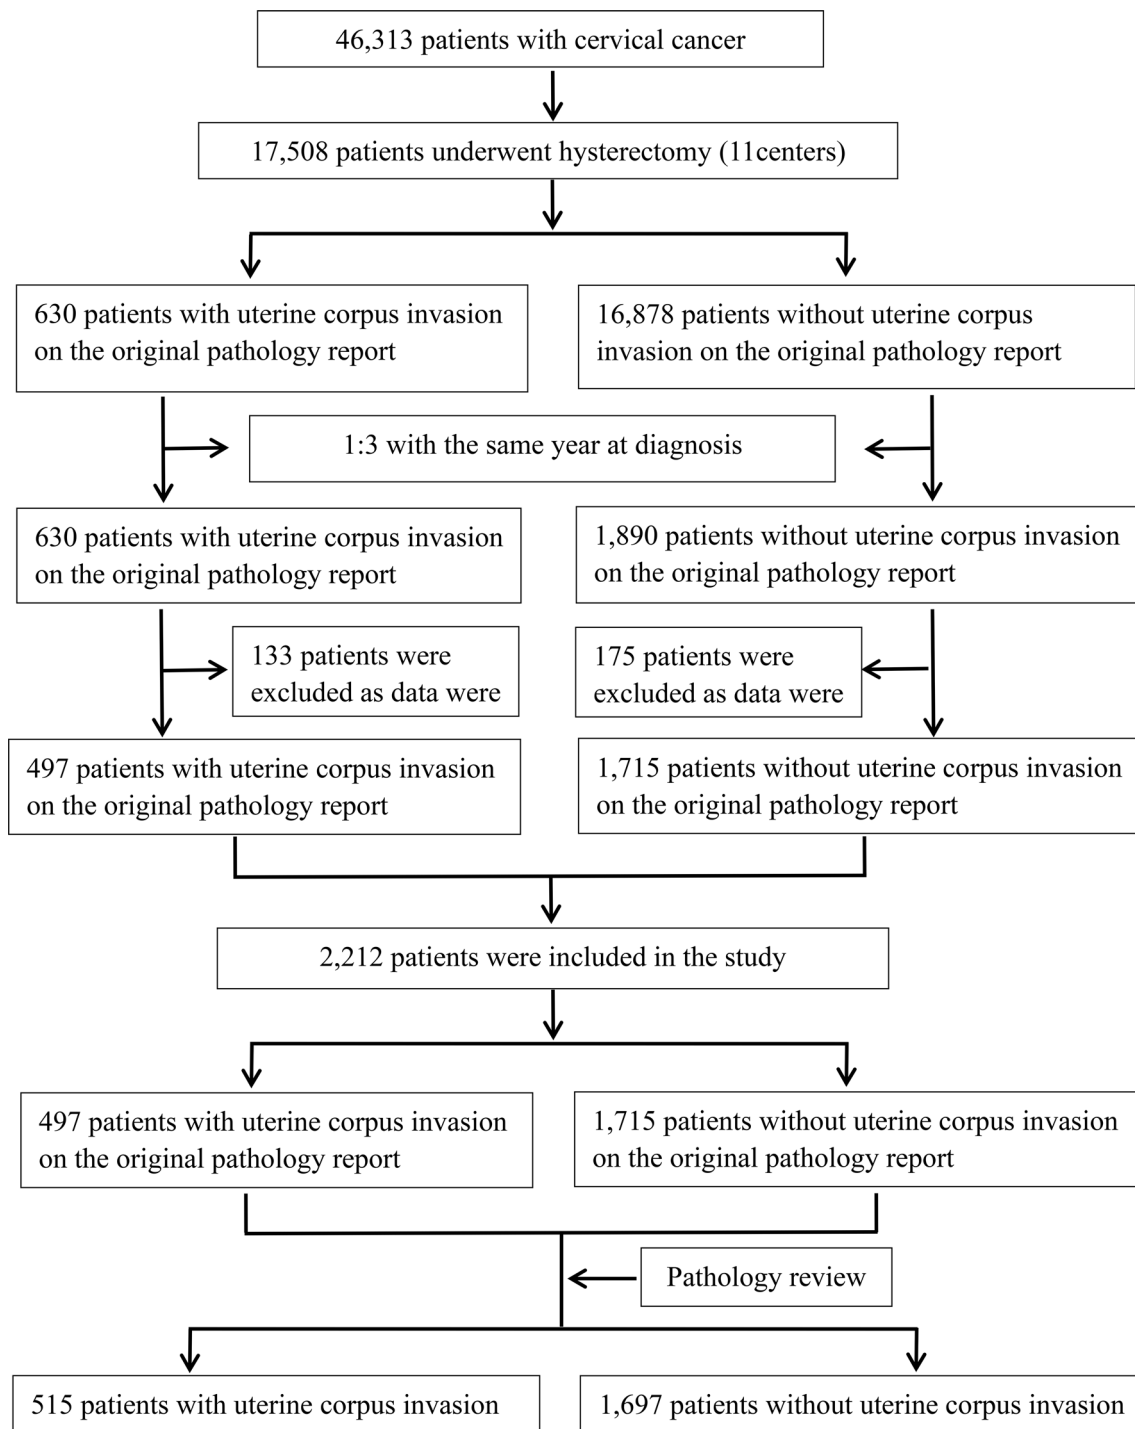 46,313 patients with cervical cancer
17,508 patients underwent hysterectomy (11centers)
630 patients with uterine corpus invasion
on the original pathology report
16,878 patients without uterine corpus
invasion on the original pathology report
1:3 with the same year at diagnosis
630 patients with uterine corpus invasion
on the original pathology report
1,890 patients without uterine corpus invasion
on the original pathology report
133 patients were
excluded as data were
175 patients were
excluded as data were
497 patients with uterine corpus invasion
on the original pathology report
1,715 patients without uterine corpus invasion
on the original pathology report
2,212 patients were included in the study
497 patients with uterine corpus invasion
on the original pathology report
1,715 patients without uterine corpus invasion
on the original pathology report
Pathology review
515 patients with uterine corpus invasion
1,697 patients without uterine corpus invasion